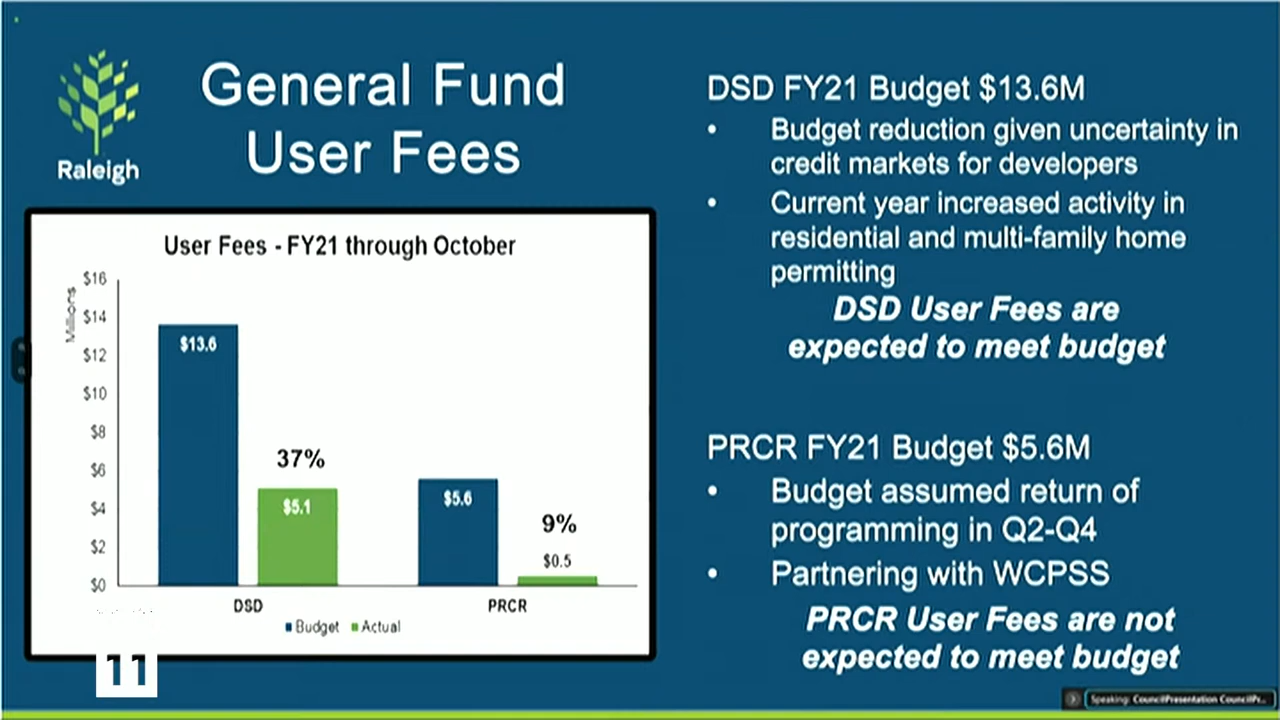 General Fund
User Fees
Raleigh
User Fees - FY21 through October
Millions
$16
$14
$12
$10
$8
$6
$4
$2
$0
$13.6
37%
$5.1
$5.6
9%
$0.5
DSD
PRCR
Budget
Actual
11
DSD FY21 Budget $13.6M
• Budget reduction given uncertainty in
credit markets for developers
• Current year increased activity in
residential and multi-family home
permitting
DSD User Fees are
expected to meet budget
PRCR FY21 Budget $5.6M
• Budget assumed return of
programming in Q2-Q4
• Partnering with WCPSS
PRCR User Fees are not
expected to meet budget
Speaking: CouncilPresentation CouncilPr...